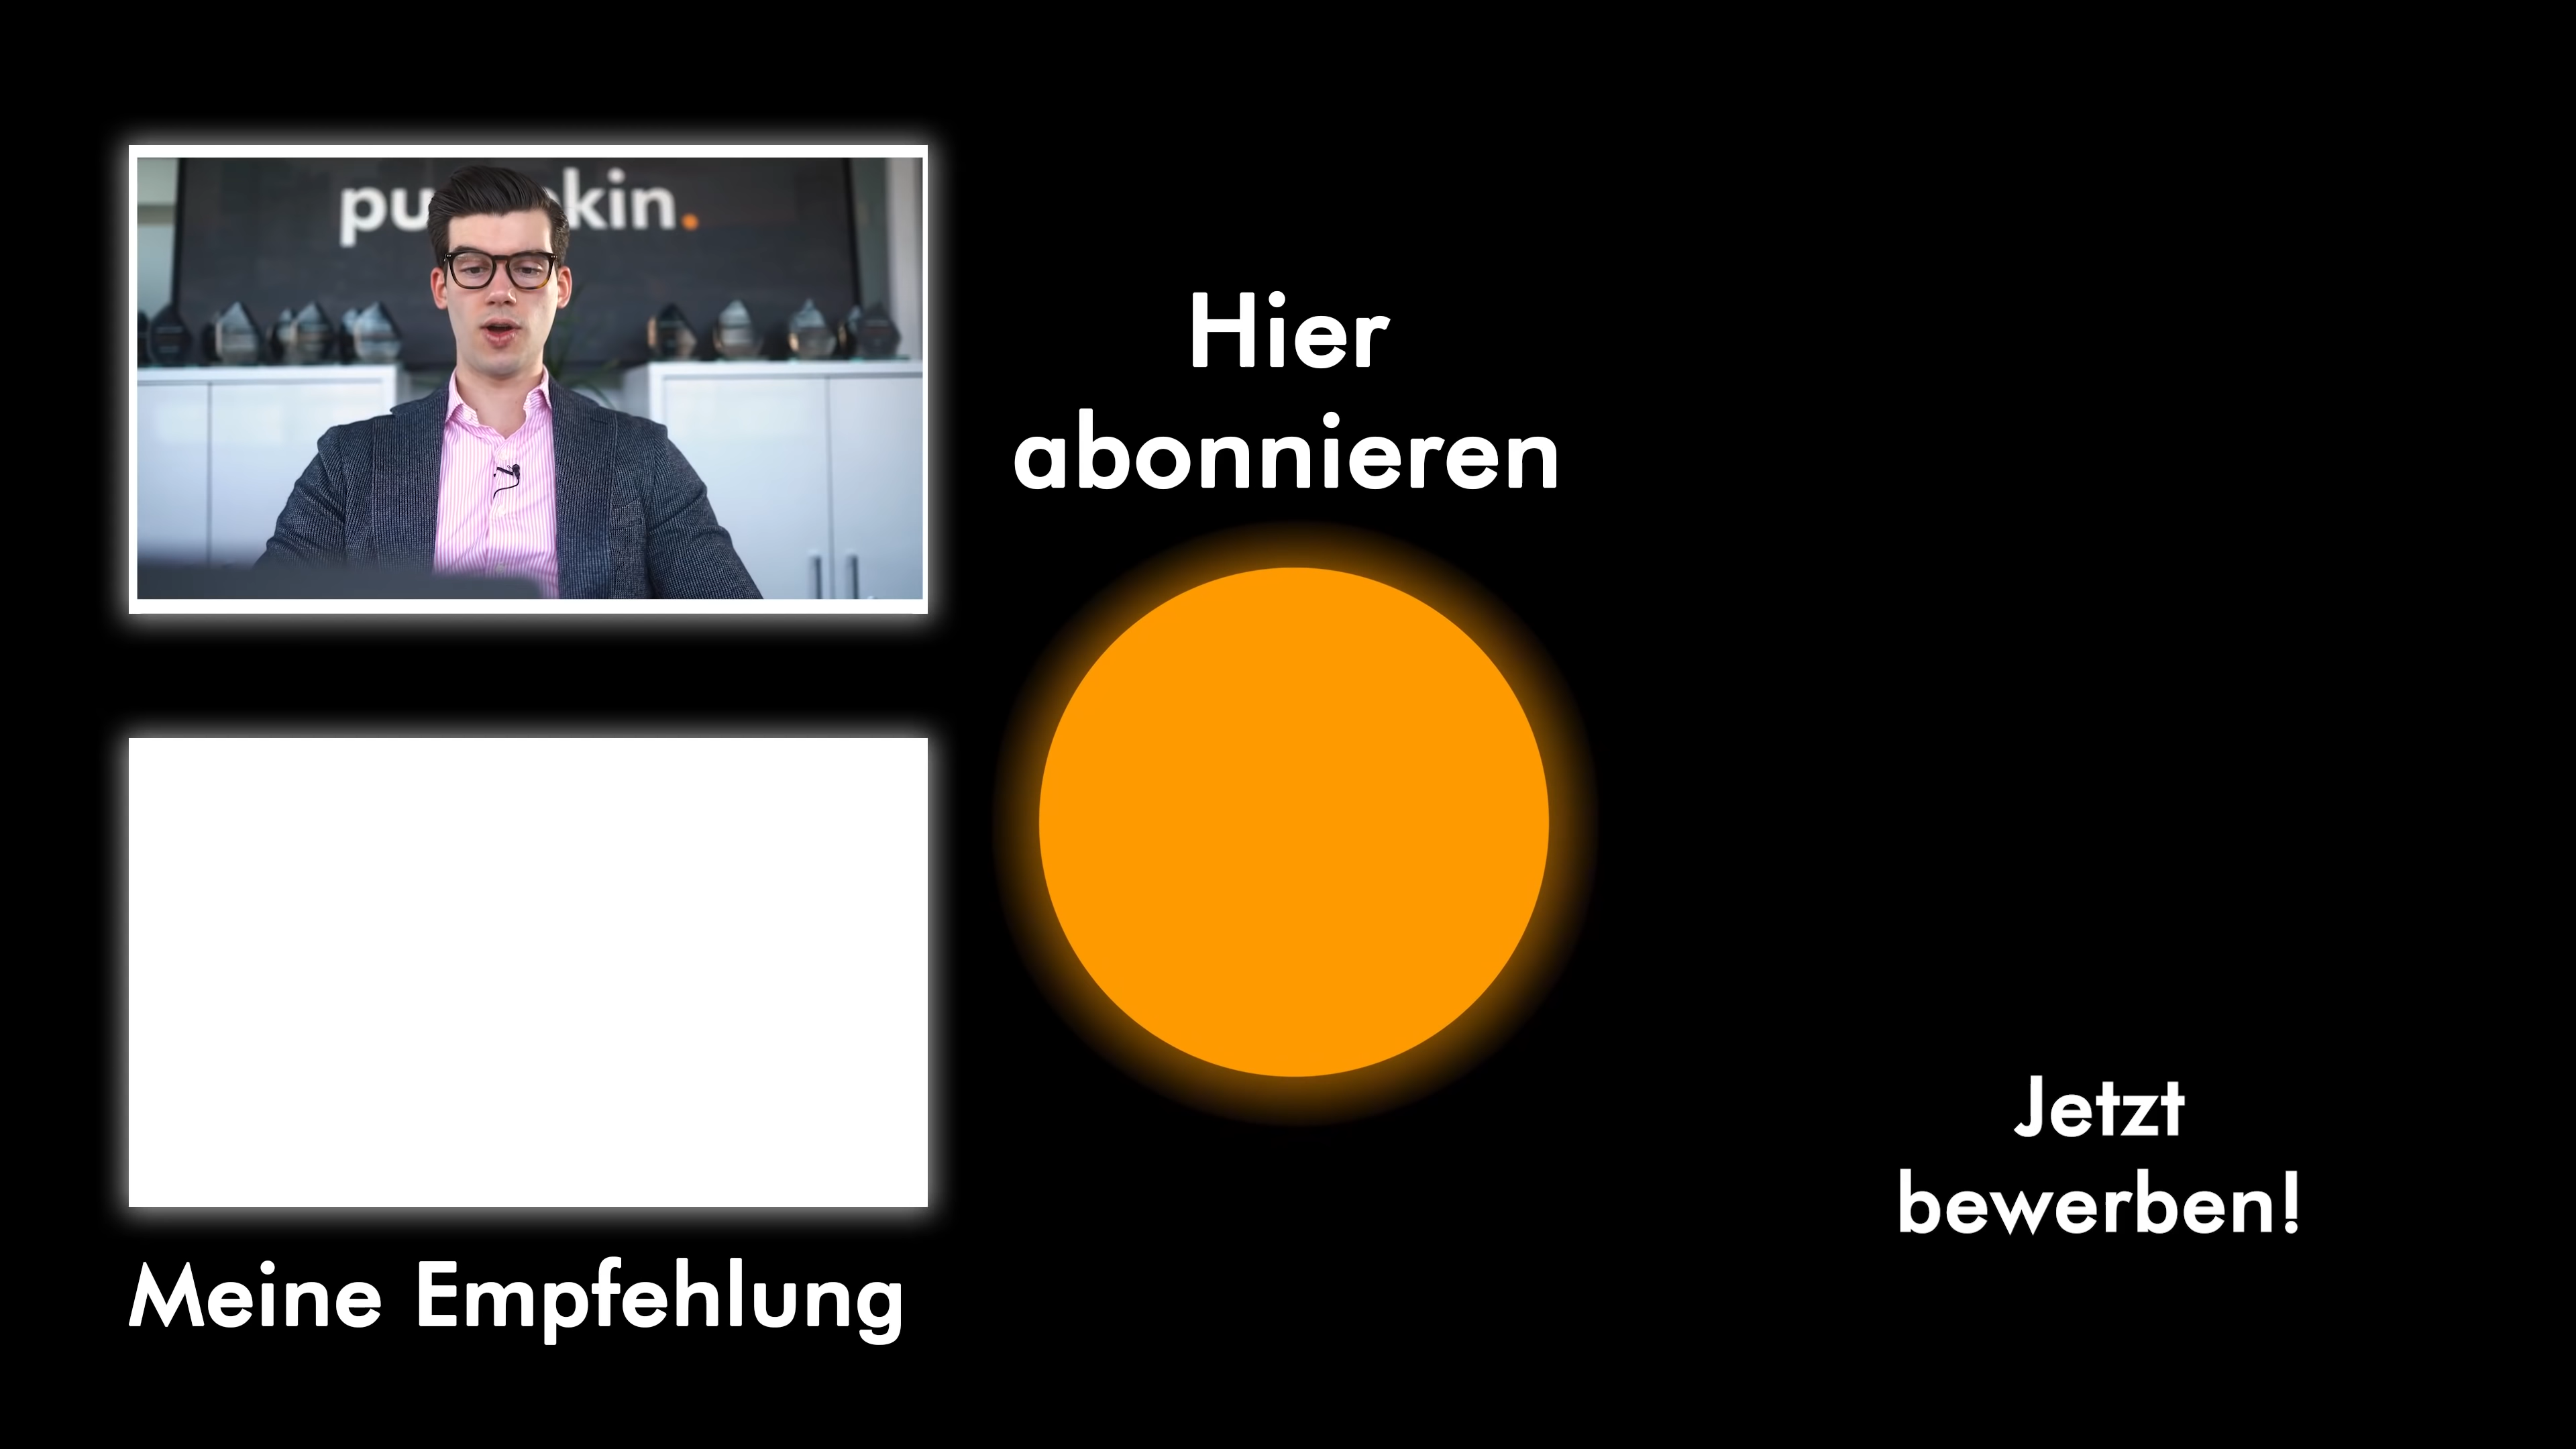 pu kin.
Hier
abonnieren
Meine Empfehlung
Jetzt
bewerben!